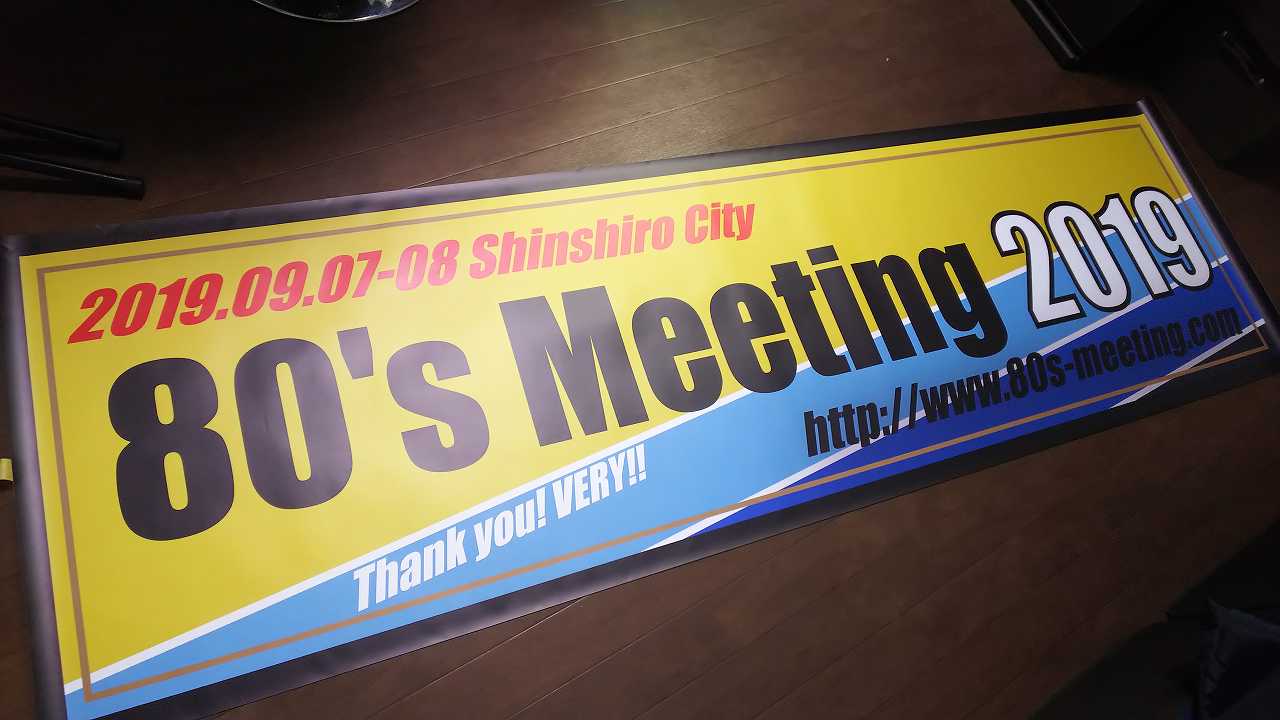 2019.09.07-08 Shinshiro City
80's Meeting 2019
http://www.80s-meeting.com
Thank you! VERY!!